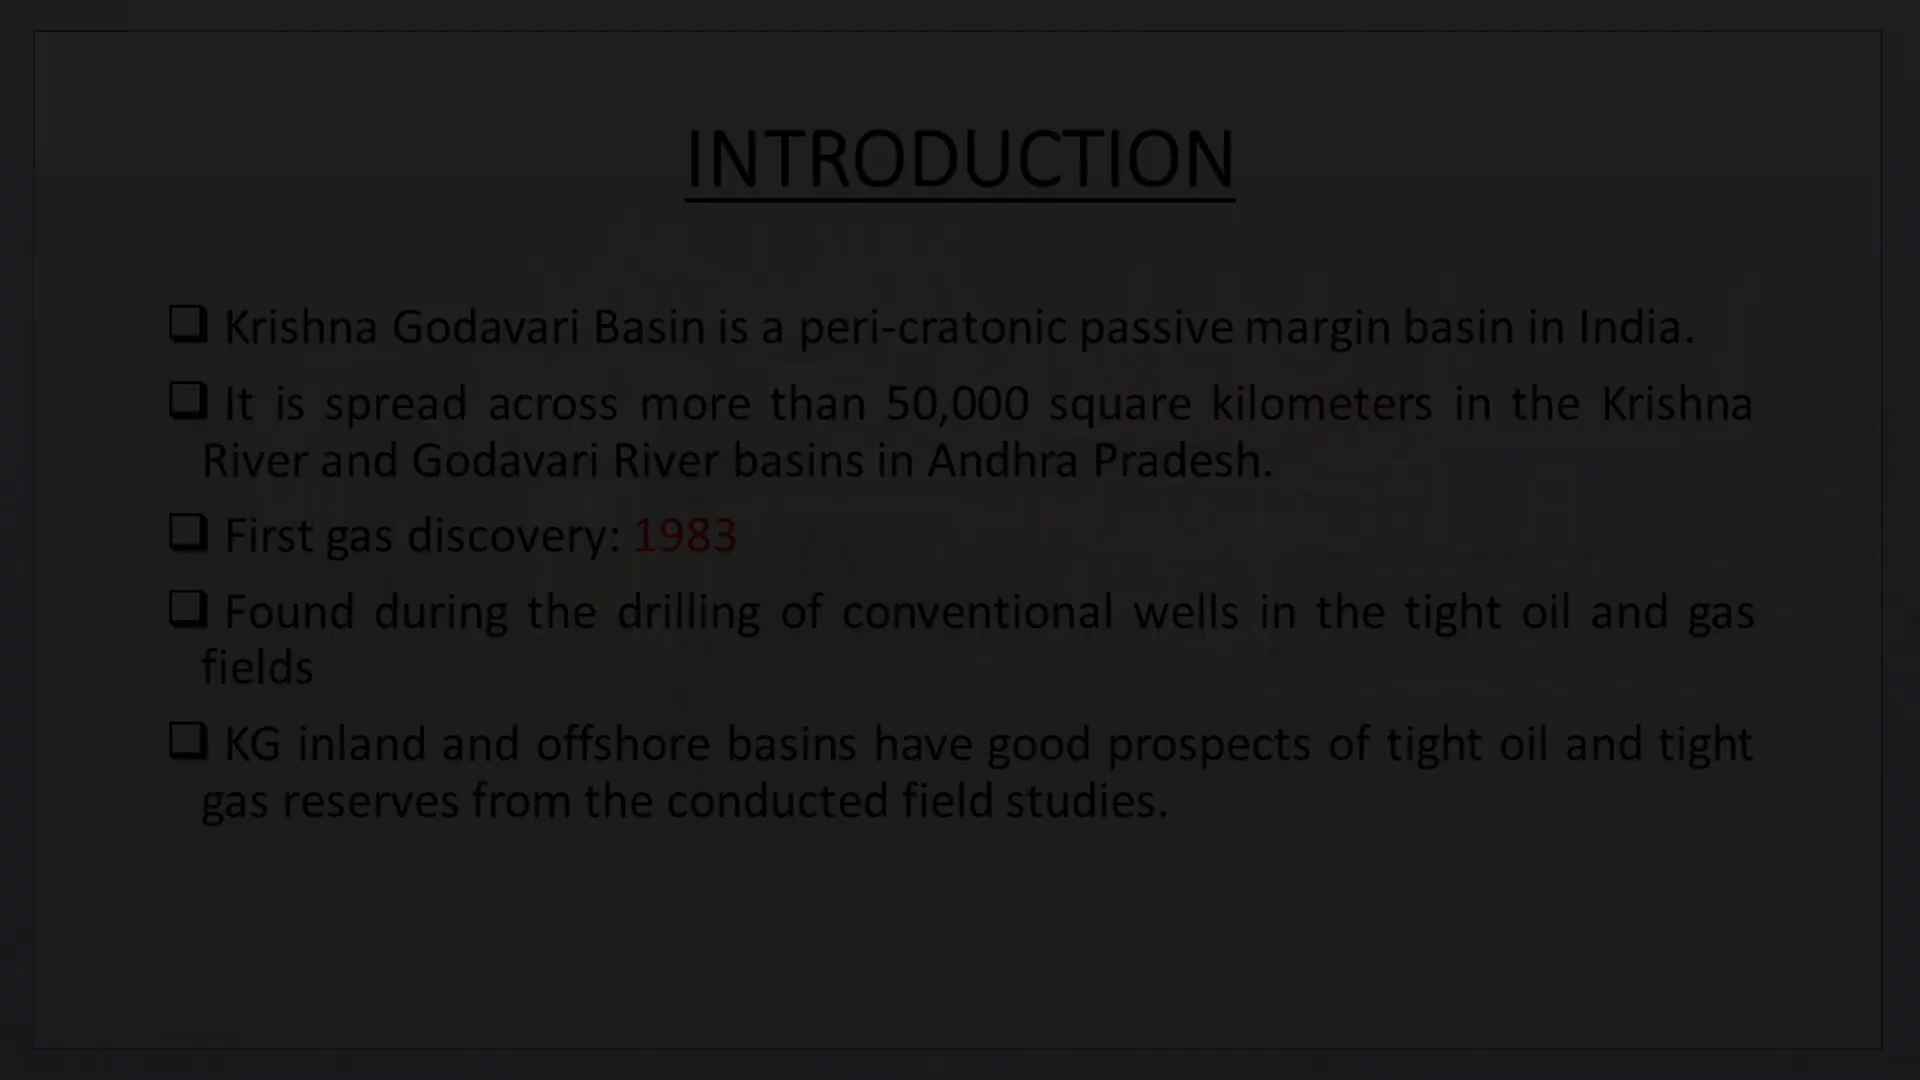 INTRODUCTION
❑ Krishna Godavari Basin is a peri-cratonic passive margin basin in India.
❑ It is spread across more than 50,000 square kilometers in the Krishna
River and Godavari River basins in Andhra Pradesh.
❑ First gas discovery: 1983
❑ Found during the drilling of conventional wells in the tight oil and gas
fields
❑ KG inland and offshore basins have good prospects of tight oil and tight
gas reserves from the conducted field studies.